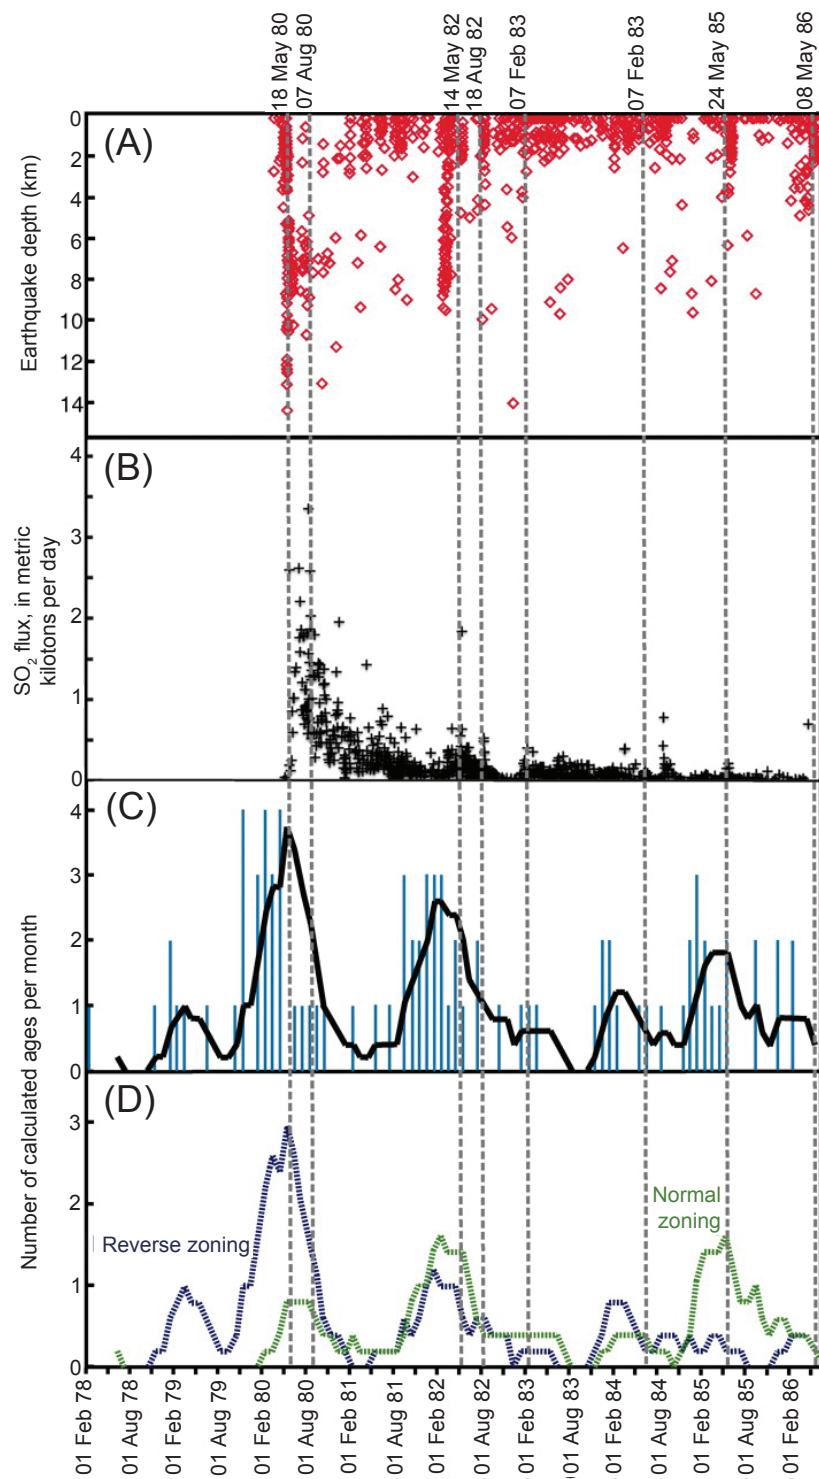 18 May 80
07 Aug 80
14 May 82
18 Aug 82
07 Feb 83
07 Feb 83
24 May 85
08 May 86
(A)
Earthquake depth (km)
0
2
4
6
8
10
12
14
(B)
SO2 flux, in metric
kilotons per day
4
3
2
1
0
(C)
Number of calculated ages per month
4
3
2
1
0
(D)
3
2
1
0
Reverse zoning
Normal
zoning
01 Feb 78
01 Aug 78
01 Feb 79
01 Aug 79
01 Feb 80
01 Aug 80
01 Feb 81
01 Aug 81
01 Feb 82
01 Aug 82
01 Feb 83
01 Aug 83
01 Feb 84
01 Aug 84
01 Feb 85
01 Aug 85
01 Feb 86